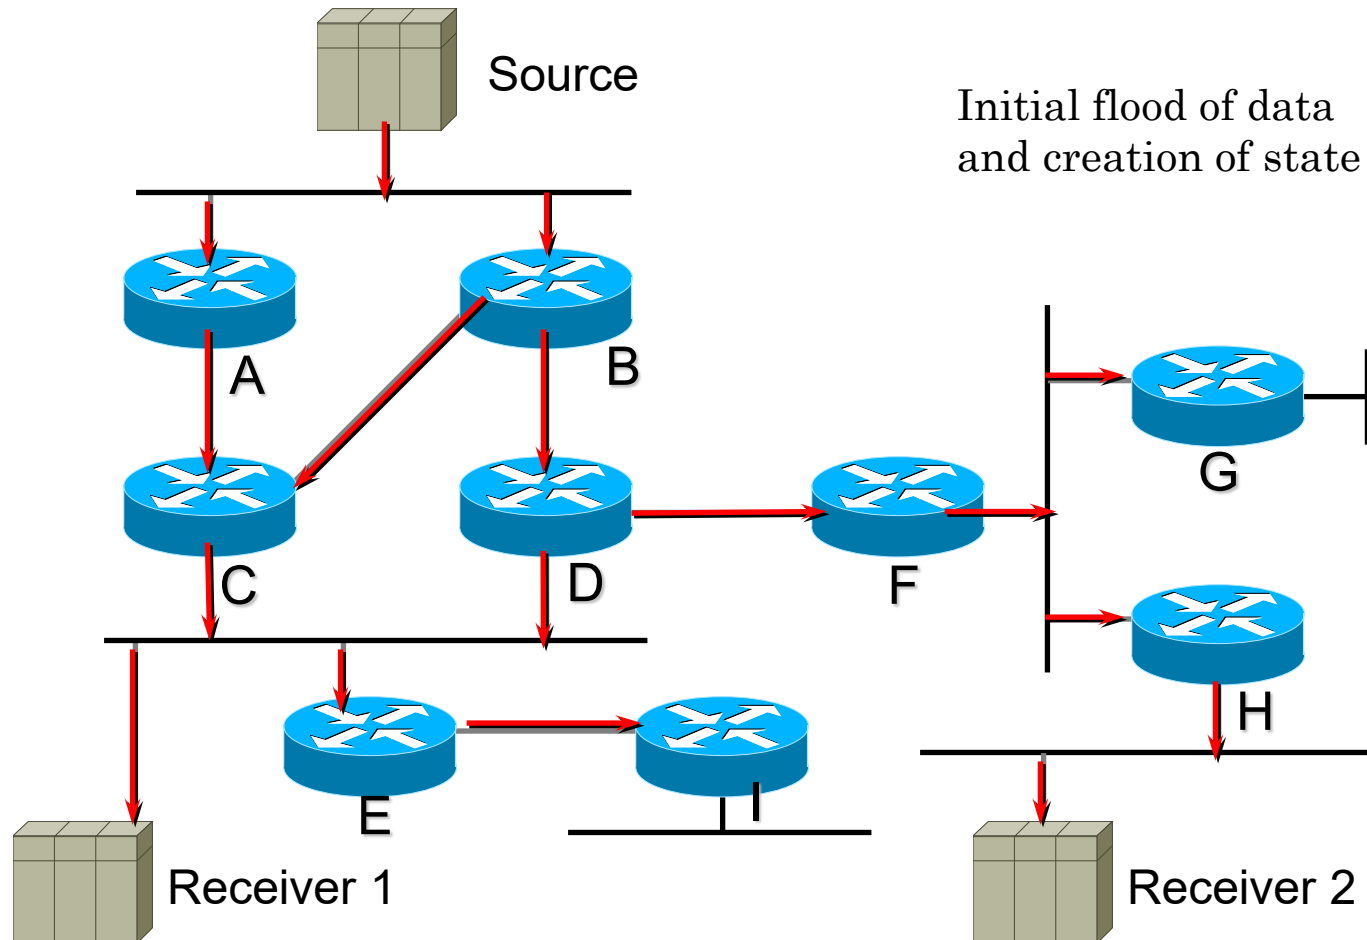 Source
Initial flood of data
and creation of state
A
B
G
C
D
F
H
E
I
Receiver 1
Receiver 2